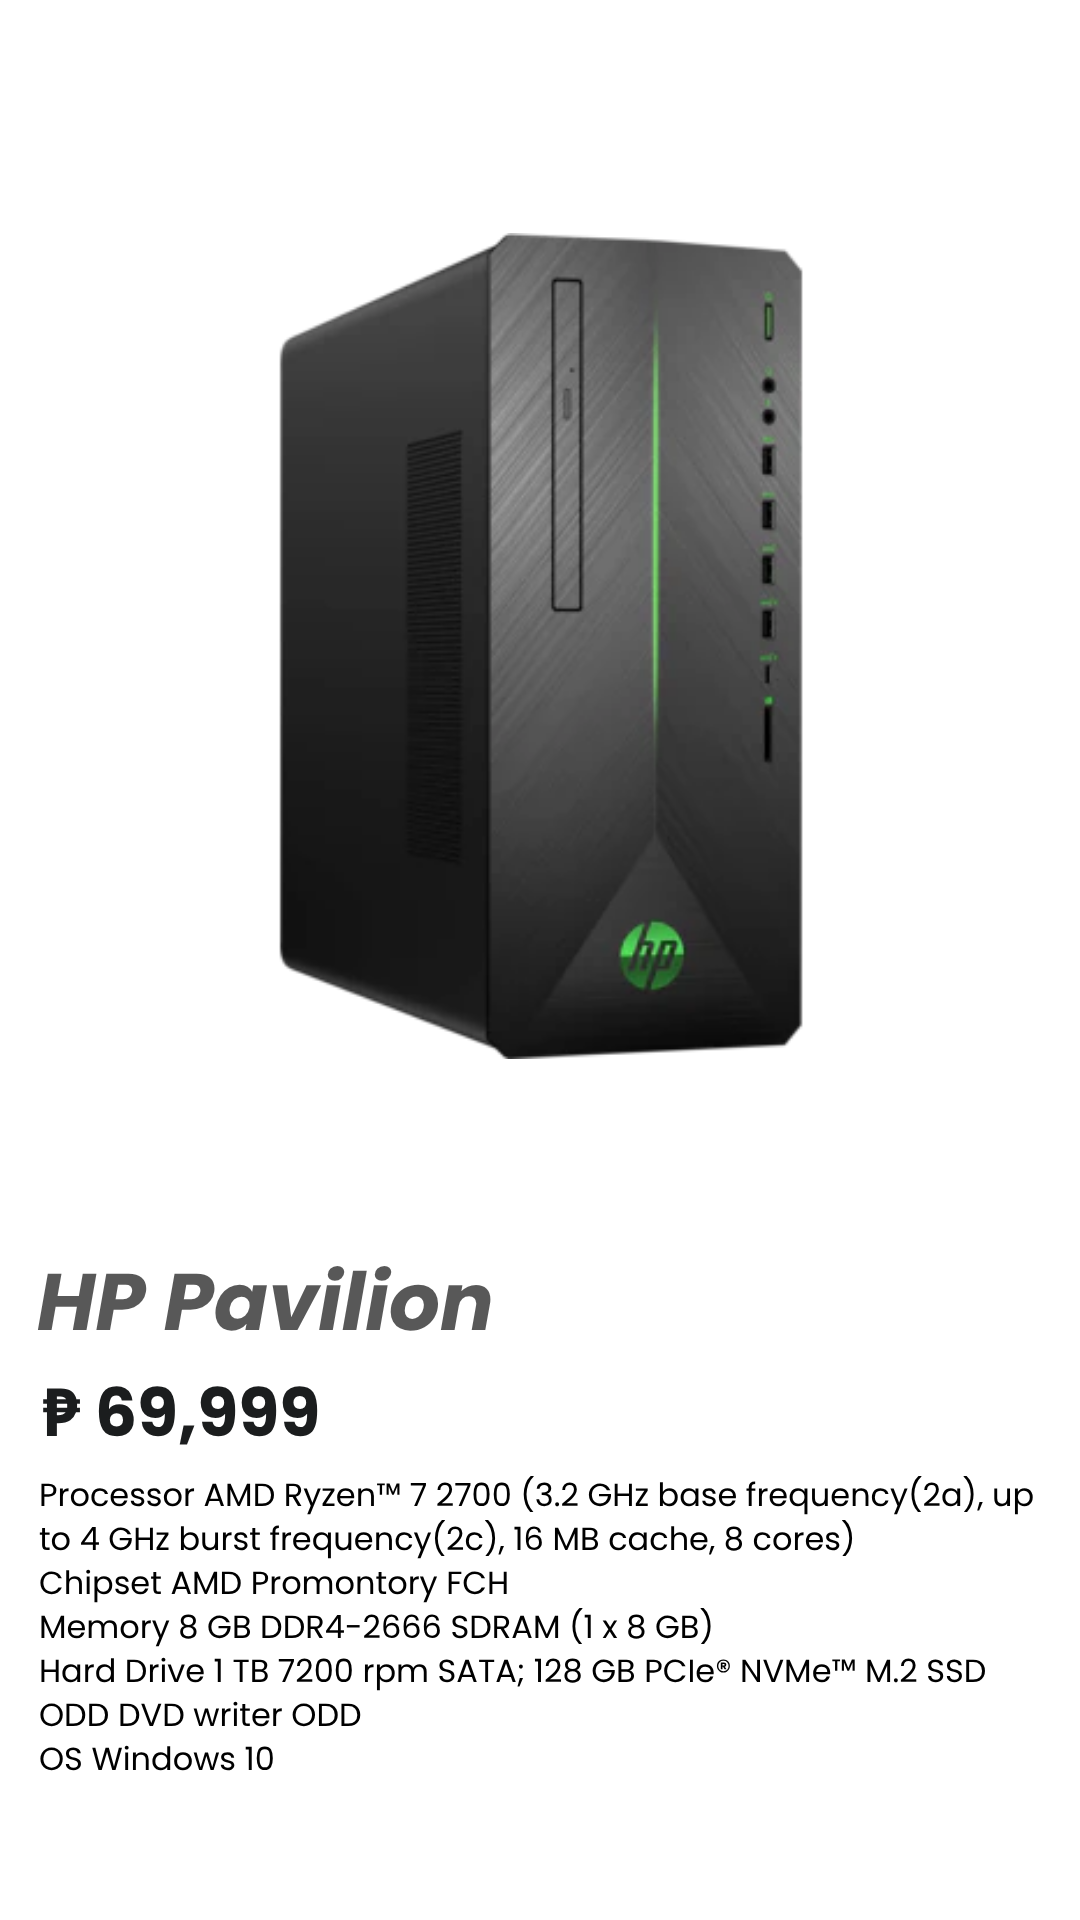 hp
HP Pavilion
₱ 69,999
Processor AMD Ryzen™ 7 2700 (3.2 GHz base frequency(2a), up
to 4 GHz burst frequency(2c), 16 MB cache, 8 cores)
Chipset AMD Promontory FCH
Memory 8 GB DDR4-2666 SDRAM (1 x 8 GB)
Hard Drive 1 TB 7200 rpm SATA; 128 GB PCIe® NVMe™ M.2 SSD
ODD DVD writer ODD
OS Windows 10